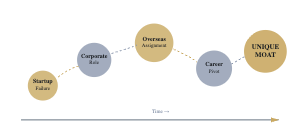 Startup
Failure
Corporate
Role
Overseas
Assignment
Career
Pivot
UNIQUE
MOAT
Time →